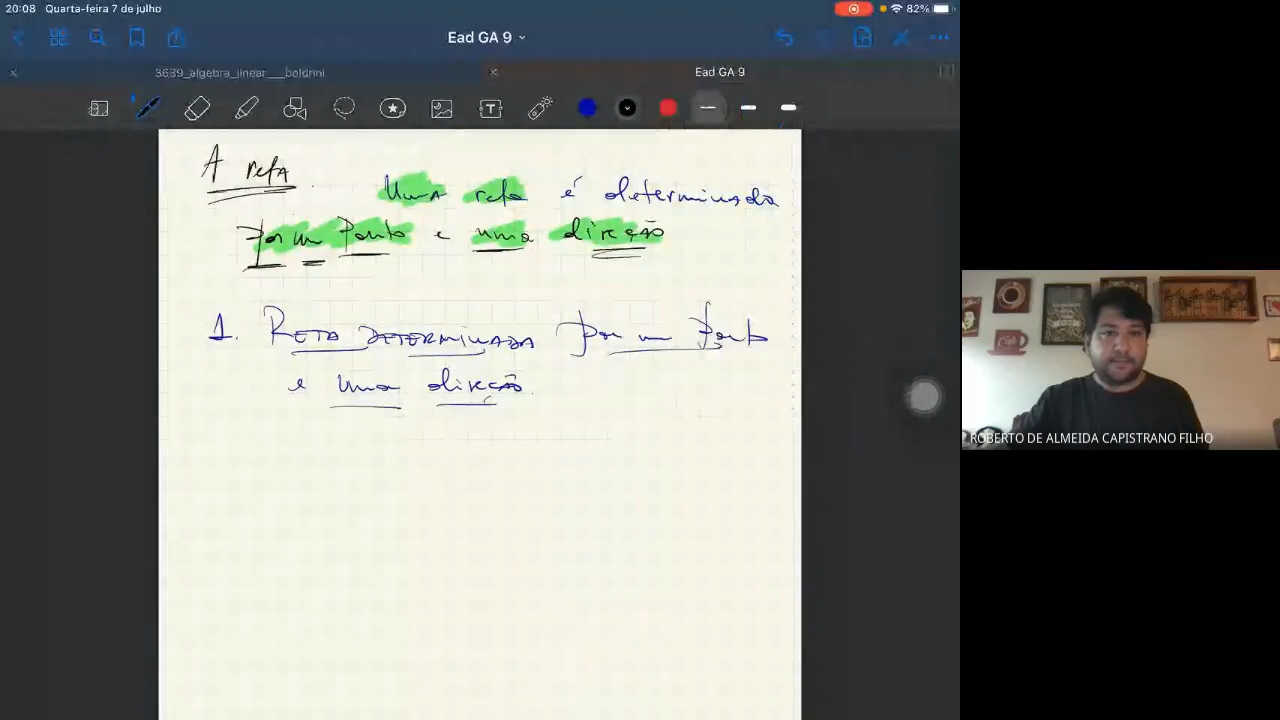 20:08 Quarta-feira 7 de julho
82%
Ead GA 9
3639_algebra_linear___boldrini
Ead GA 9
A reta
Uma reta é determinada
por um Ponto e uma direção
1. RETA DETERMINADA por um Ponto
e uma direção.
Café
ROBERTO DE ALMEIDA CAPISTRANO FILHO